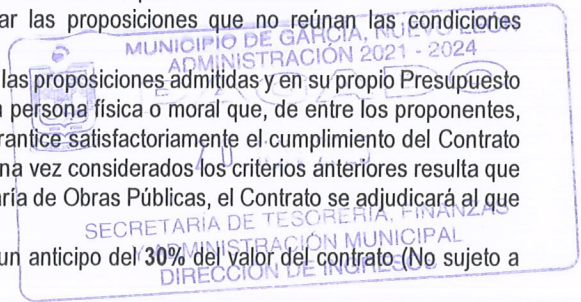 ar las proposiciones que no reúnan las condiciones
MUNICIPIO DE GARCÍA, NUEVO LEÓN
ADMINISTRACIÓN 2021 - 2024
las proposiciones admitidas y en su propio Presupuesto
PAGADO
persona física o moral que, de entre los proponentes,
rantice satisfactoriamente el cumplimiento del Contrato
na vez considerados los criterios anteriores resulta que
aría de Obras Públicas, el Contrato se adjudicará al que
SECRETARÍA DE TESORERÍA, FINANZAS
Y ADMINISTRACIÓN MUNICIPAL
un anticipo del 30% del valor del contrato (No sujeto a
DIRECCIÓN DE INGRESOS